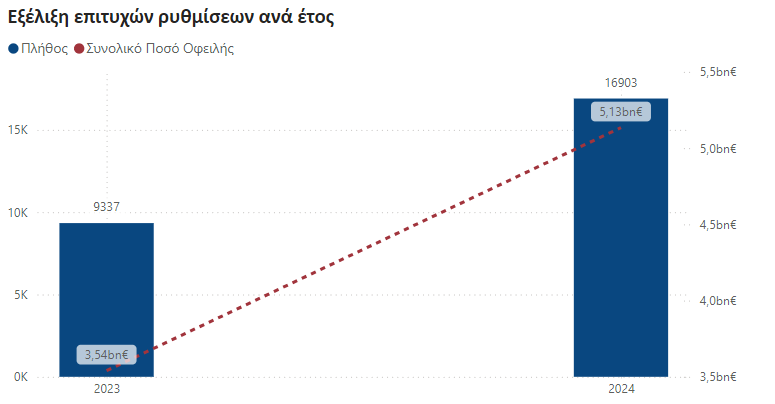 Εξέλιξη επιτυχών ρυθμίσεων ανά έτος
Πλήθος Συνολικό Ποσό Οφειλής
5,5bn€
16903
5,13bn€
15K
5,0bn€
9337
10K
4,5bn€
5K
4,0bn€
3,54bn€
0K
3,5bn€
2023 2024